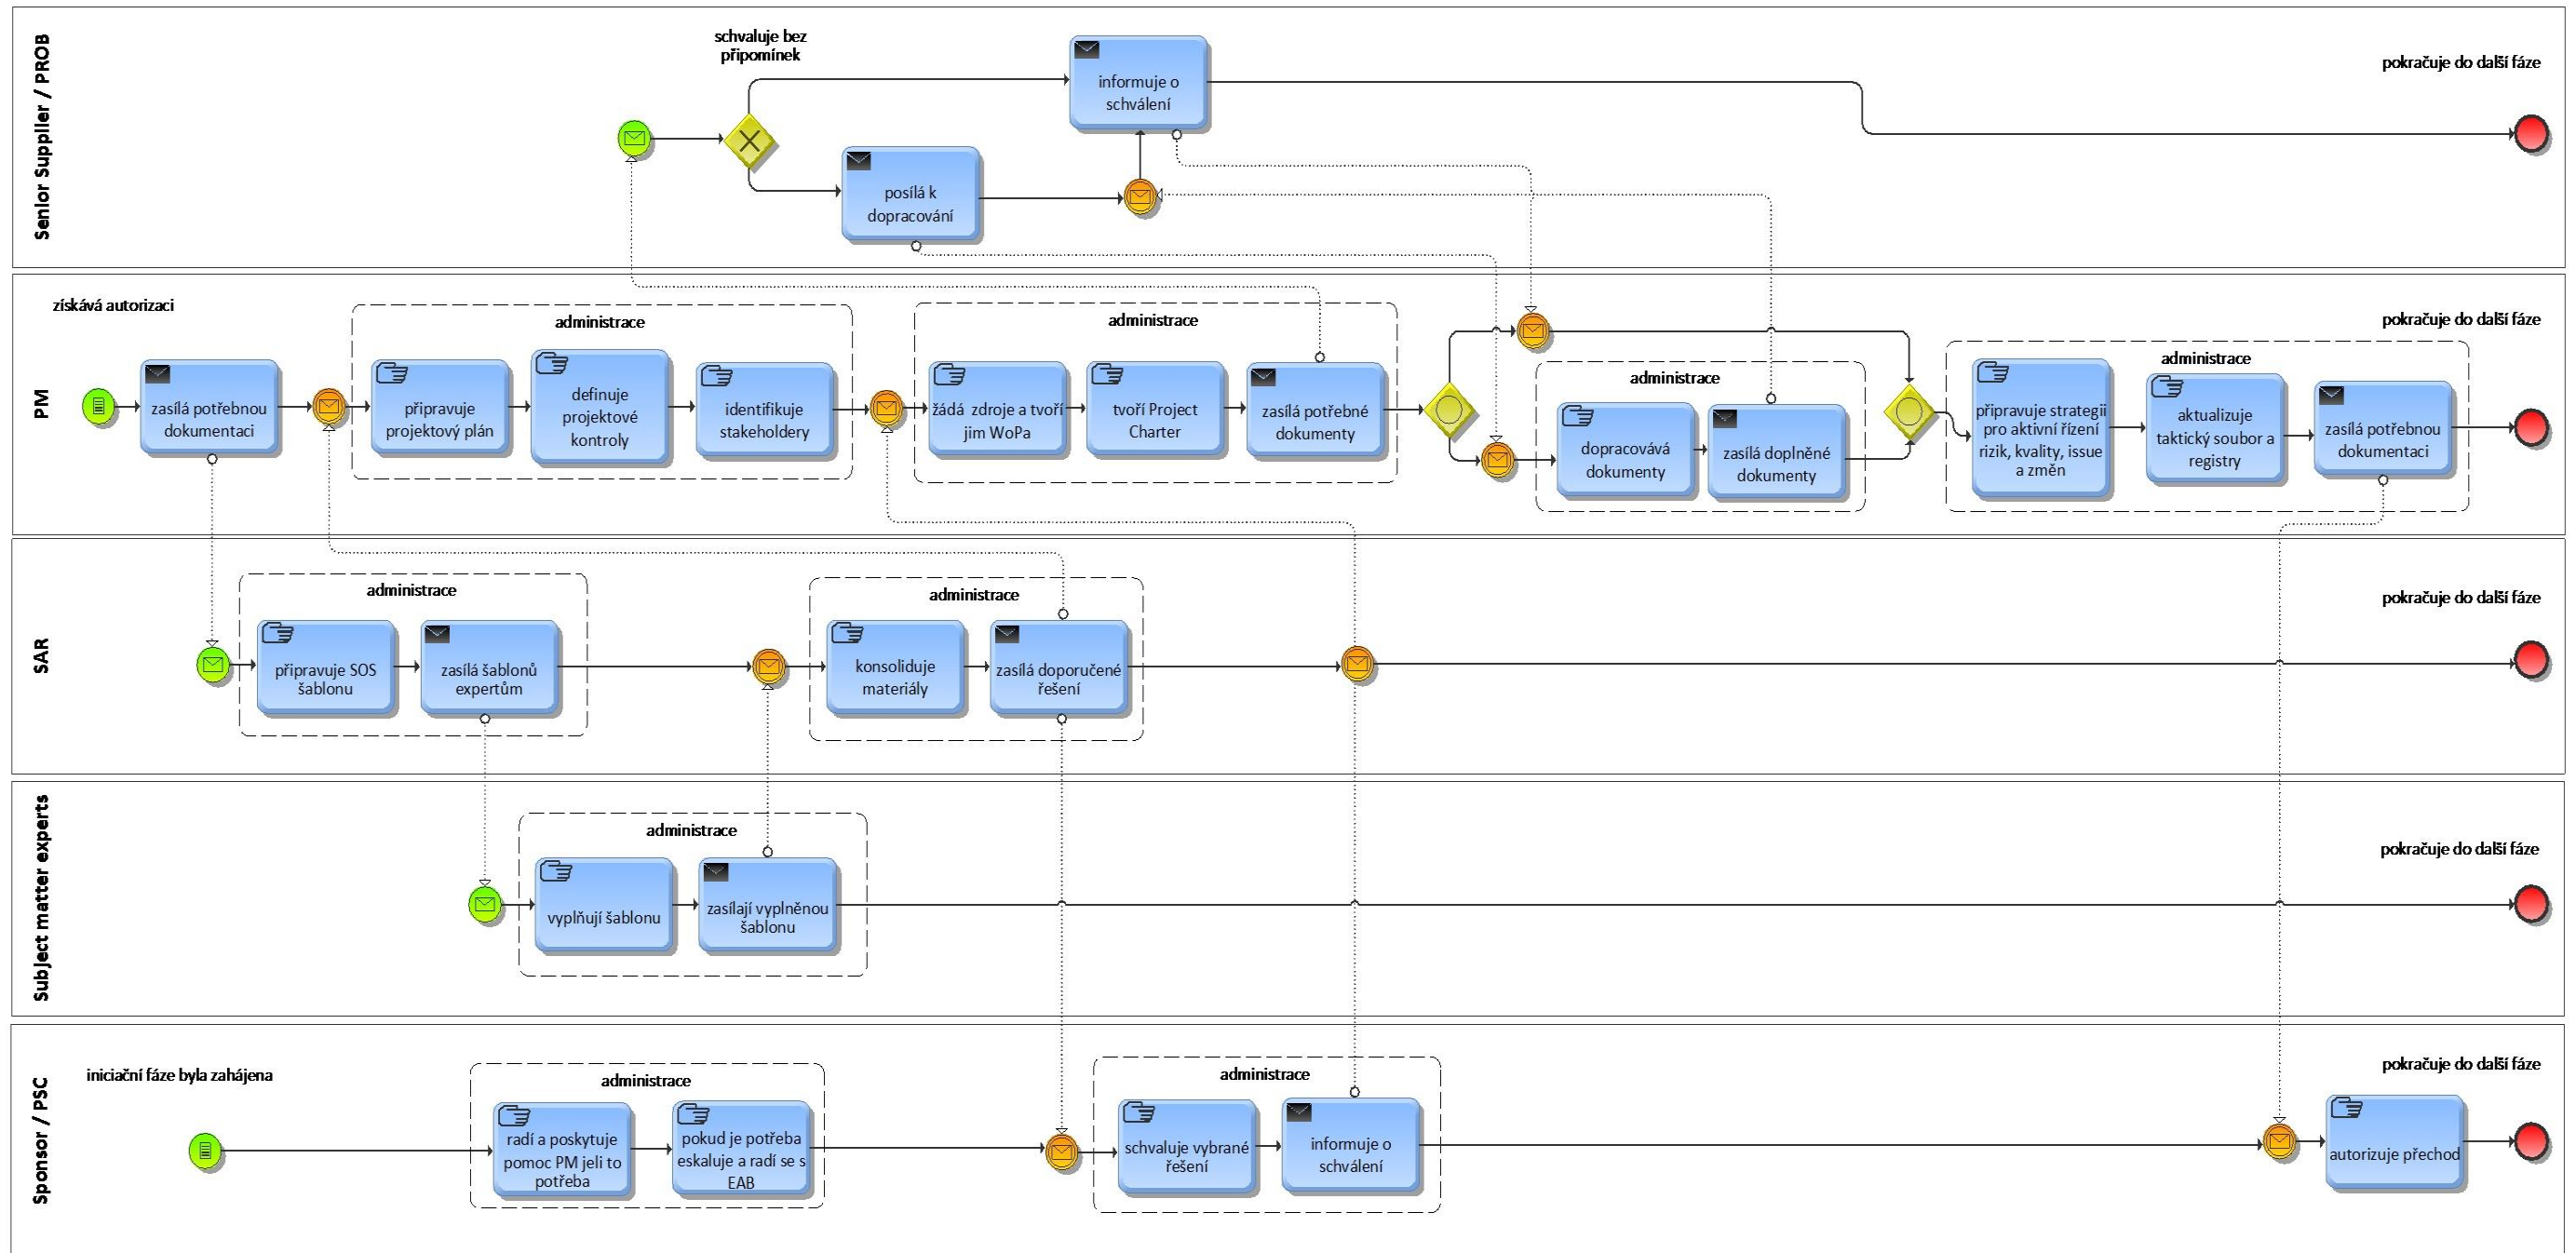 Senior Supplier / PROB
schvaluje bez
připomínek
informuje o
schválení
posílá k
dopracování
pokračuje do další fáze
PM
získává autorizaci
zasílá potřebnou
dokumentaci
administrace
připravuje
projektový plán
definuje
projektové
kontroly
identifikuje
stakeholdery
administrace
žádá zdroje a tvoří
jim WoPa
tvoří Project
Charter
zasílá potřebné
dokumenty
administrace
dopracovává
dokumenty
zasílá doplněné
dokumenty
administrace
připravuje strategii
pro aktivní řízení
rizik, kvality, issue
a změn
aktualizuje
taktický soubor a
registry
zasílá potřebnou
dokumentaci
pokračuje do další fáze
SAR
administrace
připravuje SOS
šablonu
zasílá šablonů
expertům
administrace
konsoliduje
materiály
zasílá doporučené
řešení
pokračuje do další fáze
Subject matter experts
administrace
vyplňují šablonu
zasílají vyplněnou
šablonu
pokračuje do další fáze
Sponsor / PSC
iniciační fáze byla zahájena
administrace
radí a poskytuje
pomoc PM jeli to
potřeba
pokud je potřeba
eskaluje a radí se s
EAB
administrace
schvaluje vybrané
řešení
informuje o
schválení
pokračuje do další fáze
autorizuje přechod